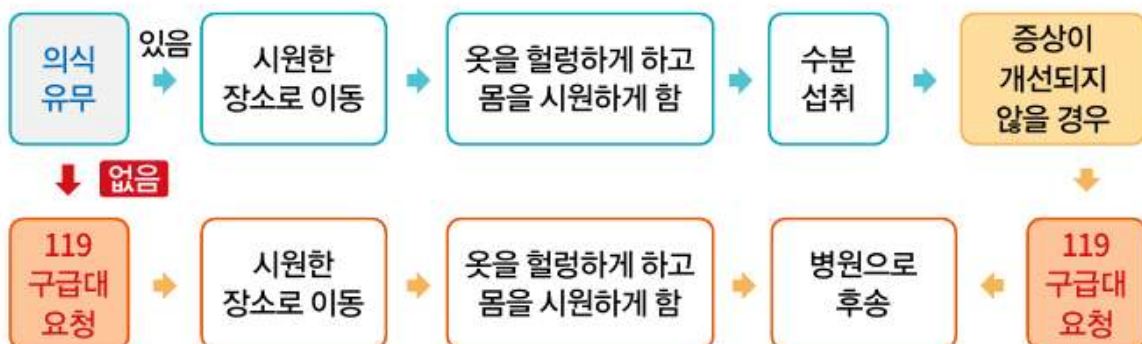 의식
유무
있음
시원한
장소로 이동
옷을 헐렁하게 하고
몸을 시원하게 함
수분
섭취
증상이
개선되지
않을 경우
없음
119
구급대
요청
시원한
장소로 이동
옷을 헐렁하게 하고
몸을 시원하게 함
병원으로
후송
119
구급대
요청